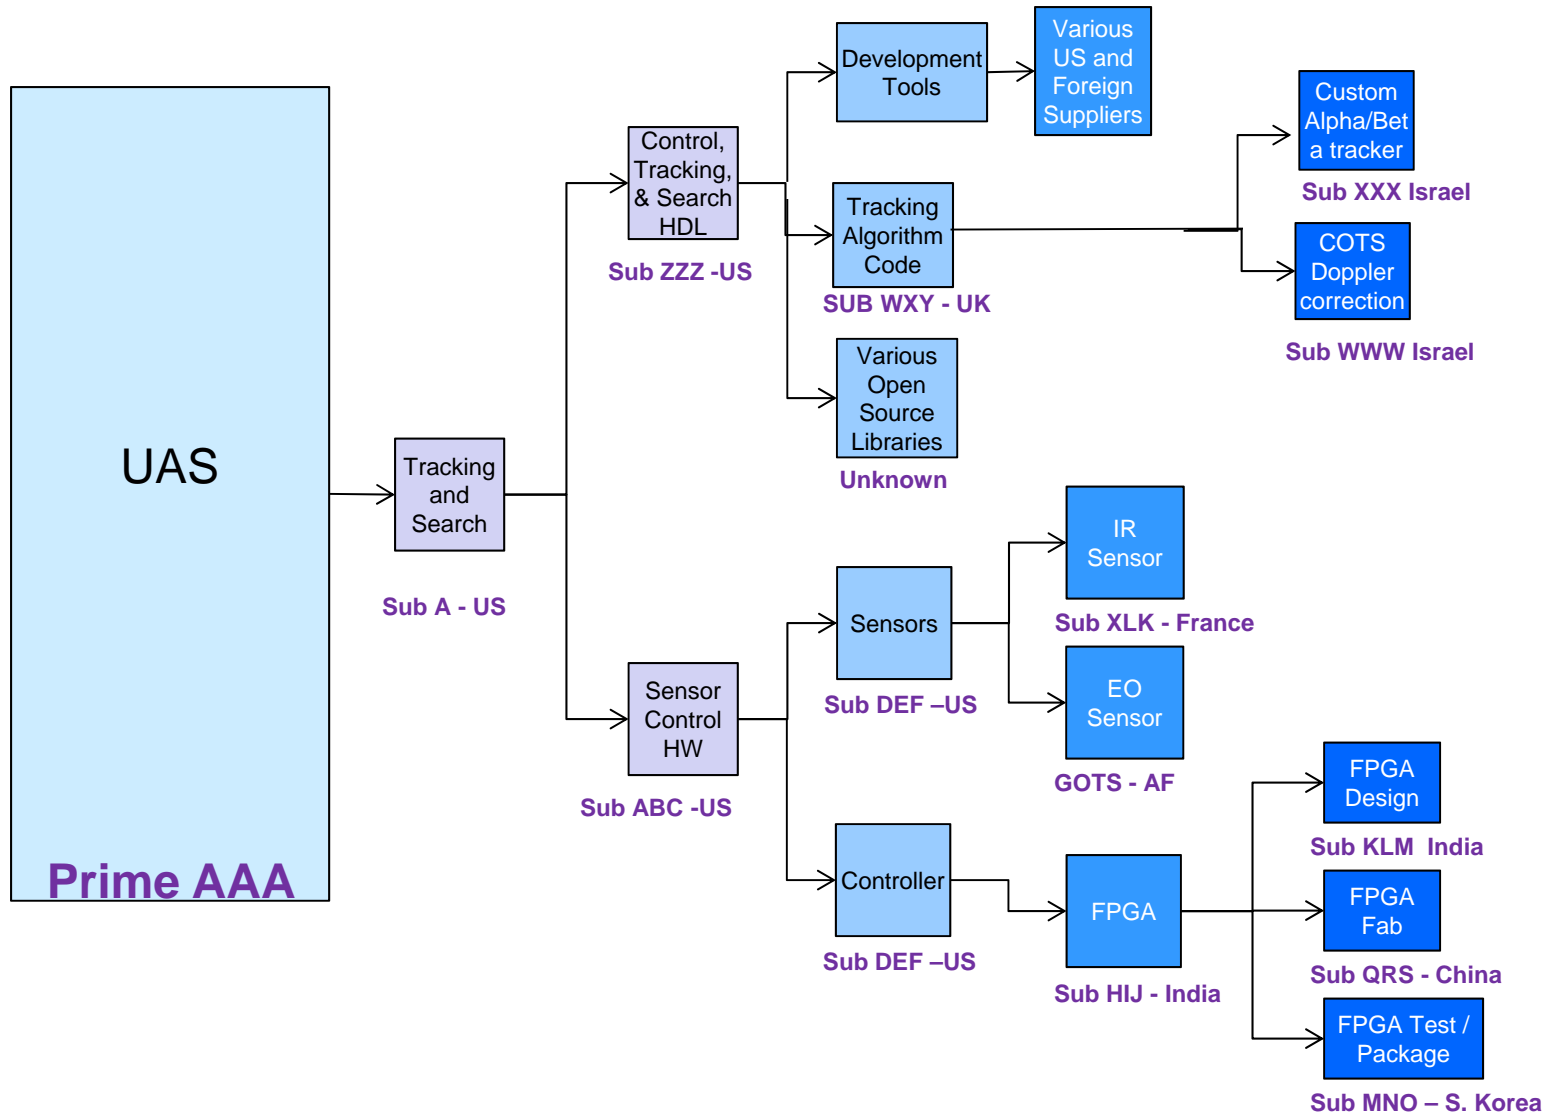 UAS
Prime AAA
Tracking
and
Search
Sub A - US
Control,
Tracking,
& Search
HDL
Sub ZZZ -US
Sensor
Control
HW
Sub ABC -US
Development
Tools
Various
US and
Foreign
Suppliers
Tracking
Algorithm
Code
SUB WXY - UK
Custom
Alpha/Bet
a tracker
Sub XXX Israel
COTS
Doppler
correction
Sub WWW Israel
Various
Open
Source
Libraries
Unknown
Sensors
Sub DEF –US
IR
Sensor
Sub XLK - France
EO
Sensor
GOTS - AF
Controller
Sub DEF –US
FPGA
Sub HIJ - India
FPGA
Design
Sub KLM  India
FPGA
Fab
Sub QRS - China
FPGA Test /
Package
Sub MNO – S. Korea